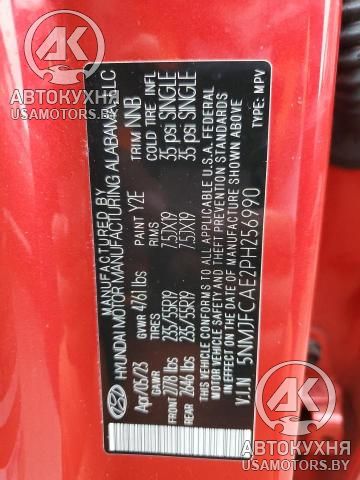 АВТОКУХНЯ
USAMOTORS.BY
MANUFACTURED BY
HYUNDAI MOTOR MANUFACTURING ALABAMA, LLC
Apr/05/23 GVWR 4761 lbs PAINT Y2E TRIM NNB
GAWR TIRES RIMS COLD TIRE INFL
FRONT 2778 lbs 235/55R19 7.5JX19 35 psi SINGLE
REAR 2646 lbs 235/55R19 7.5JX19 35 psi SINGLE
THIS VEHICLE CONFORMS TO ALL APPLICABLE U.S.A. FEDERAL
MOTOR VEHICLE SAFETY AND THEFT PREVENTION STANDARDS
IN EFFECT ON THE DATE OF MANUFACTURE SHOWN ABOVE
V.I.N: 5NMJFCAE2PH256990 TYPE: MPV
АВТОКУХНЯ
USAMOTORS.BY
АВТОКУХНЯ
USAMOTORS.BY